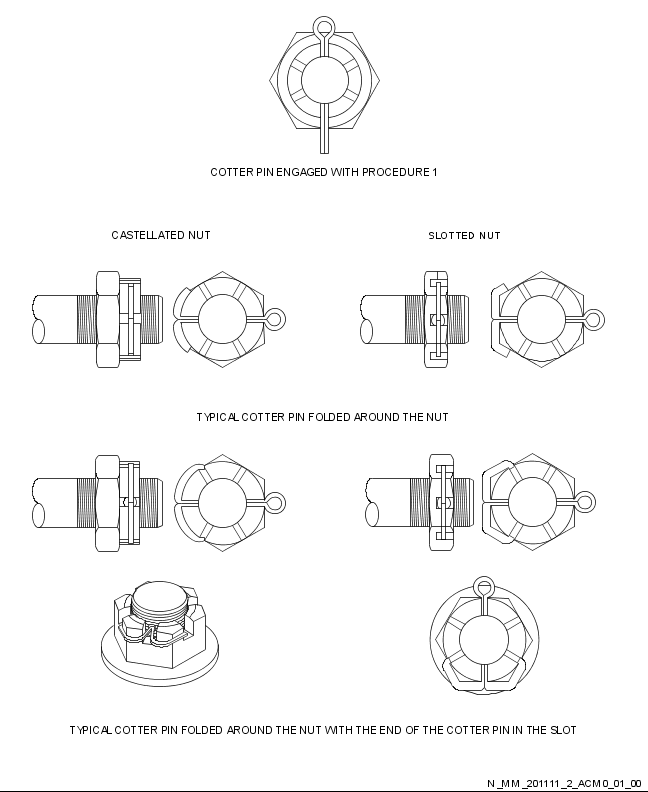 COTTER PIN ENGAGED WITH PROCEDURE 1
CASTELLATED NUT
SLOTTED NUT
TYPICAL COTTER PIN FOLDED AROUND THE NUT
TYPICAL COTTER PIN FOLDED AROUND THE NUT WITH THE END OF THE COTTER PIN IN THE SLOT
N_MM_201111_2_ACM0_01_00